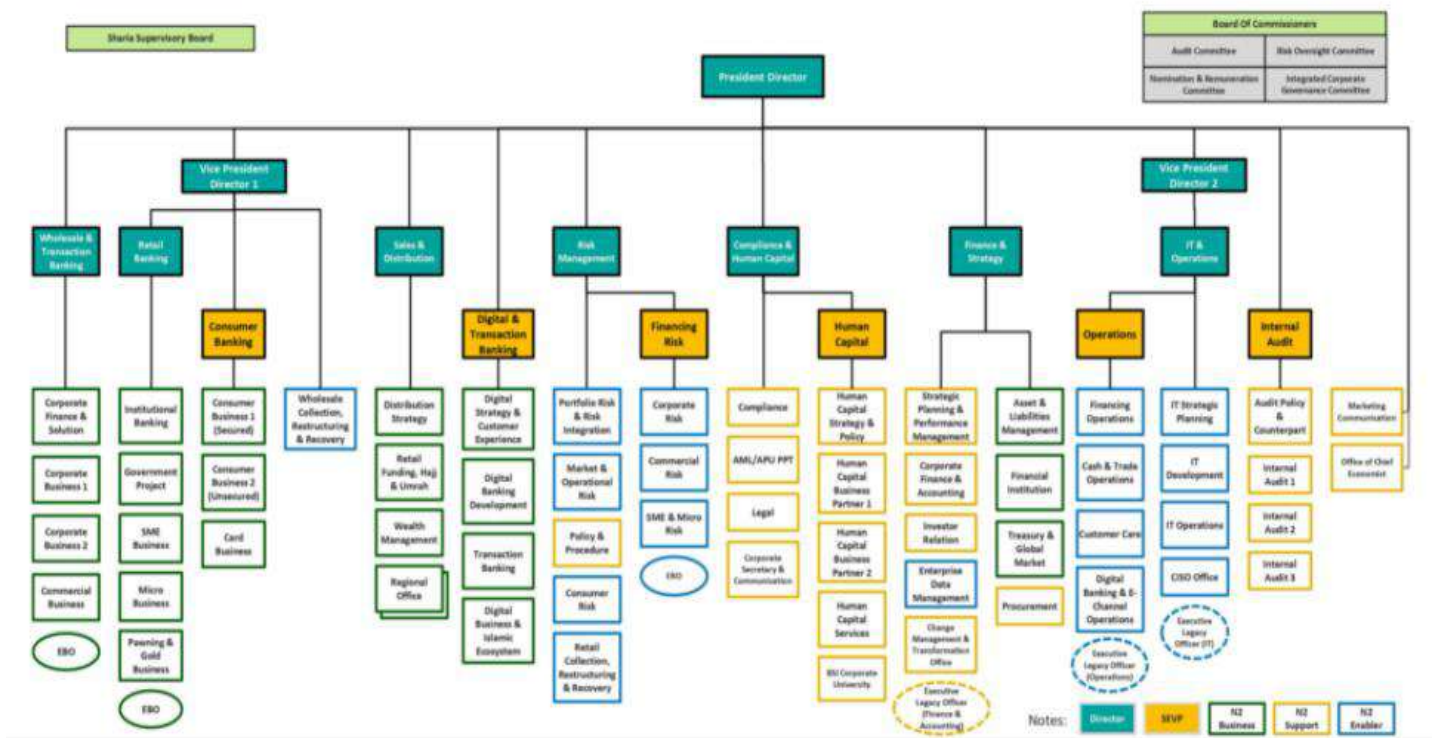 Sharia Supervisory Board
Board Of Commissioners
Audit Committee
Risk Oversight Committee
Nomination & Remuneration
Committee
Integrated Corporate
Governance Committee
President Director
Vice President
Director 1
Vice President
Director 2
Wholesale &
Transaction
Banking
Retail
Banking
Sales &
Distribution
Risk
Management
Compliance &
Human Capital
Finance &
Strategy
IT &
Operations
Consumer
Banking
Digital &
Transaction
Banking
Financing
Risk
Human
Capital
Operations
Internal
Audit
Corporate
Finance &
Solution
Corporate
Business 1
Corporate
Business 2
Commercial
Business
EBO
Institutional
Banking
Government
Project
SME
Business
Micro
Business
Pawning &
Gold
Business
EBO
Consumer
Business 1
(Secured)
Consumer
Business 2
(Unsecured)
Card
Business
Wholesale
Collection,
Restructuring
& Recovery
Distribution
Strategy
Retail
Funding, Hajj
& Umrah
Wealth
Management
Regional
Office
Digital
Strategy &
Customer
Experience
Digital
Banking
Development
Transaction
Banking
Digital
Business &
Islamic
Ecosystem
Portfolio Risk
& Risk
Integration
Market &
Operational
Risk
Policy &
Procedure
Consumer
Risk
Retail
Collection,
Restructuring
& Recovery
Corporate
Risk
Commercial
Risk
SME & Micro
Risk
EBO
Compliance
AML/APU PPT
Legal
Corporate
Secretary &
Communication
Human
Capital
Strategy &
Policy
Human
Capital
Business
Partner 1
Human
Capital
Business
Partner 2
Human
Capital
Services
BSI Corporate
University
Strategic
Planning &
Performance
Management
Corporate
Finance &
Accounting
Investor
Relation
Enterprise
Data
Management
Change
Management &
Transformation
Office
Executive
Legacy Officer
(Finance &
Accounting)
Asset &
Liabilities
Management
Financial
Institution
Treasury &
Global
Market
Procurement
Financing
Operations
Cash & Trade
Operations
Customer Care
Digital
Banking & E-
Channel
Operations
Executive
Legacy Officer
(Operations)
IT Strategic
Planning
IT
Development
IT Operations
CISO Office
Executive
Legacy
Officer (IT)
Audit Policy
&
Counterpart
Internal
Audit 1
Internal
Audit 2
Internal
Audit 3
Marketing
Communication
Office of Chief
Economist
Notes:
Director
SEVP
N2
Business
N2
Support
N2
Enabler